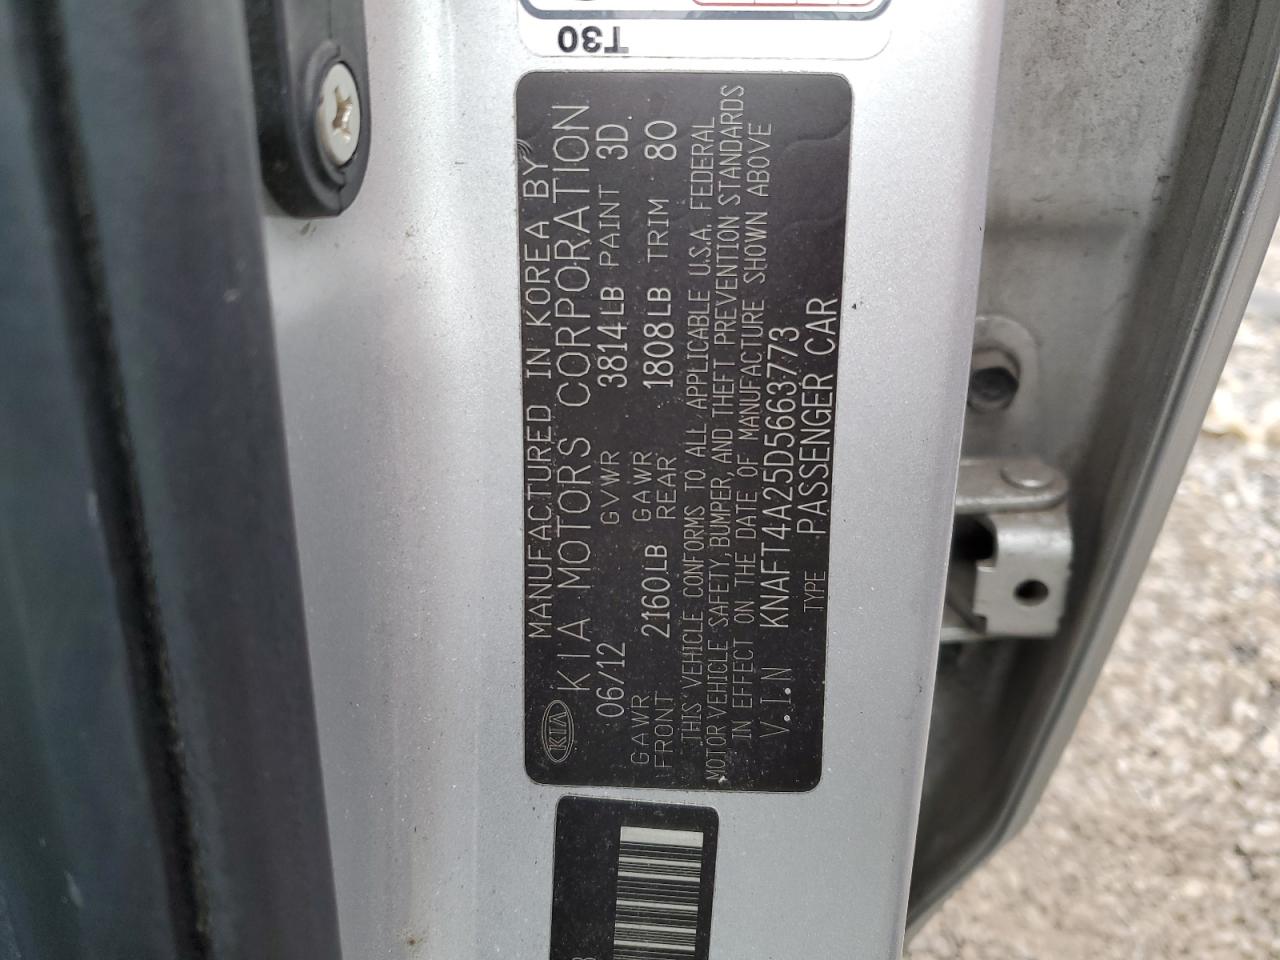 T30
MANUFACTURED IN KOREA BY
KIA KIA MOTORS CORPORATION
06/12 GVWR 3814LB PAINT 3D
GAWR FRONT 2160LB GAWR REAR 1808LB TRIM 80
THIS VEHICLE CONFORMS TO ALL APPLICABLE U.S.A. FEDERAL
MOTOR VEHICLE SAFETY, BUMPER, AND THEFT PREVENTION STANDARDS
IN EFFECT ON THE DATE OF MANUFACTURE SHOWN ABOVE
V.I.N KNAFT4A25D5663773
TYPE PASSENGER CAR